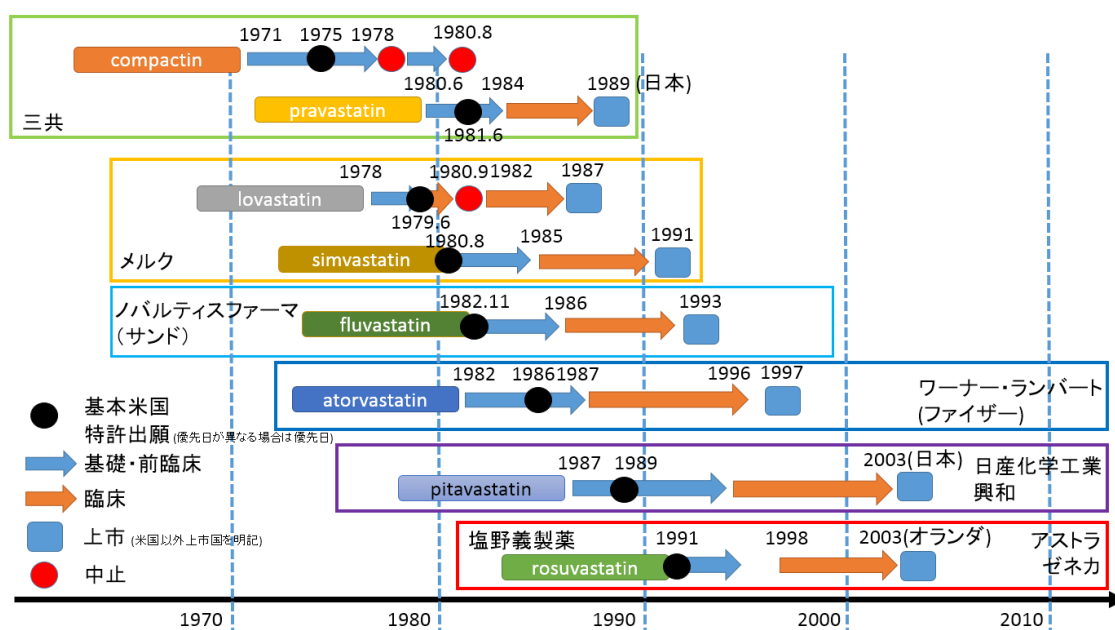 1971 1975 1978 1980.8
compactin
1980.6 1984 1989 (日本)
pravastatin
1981.6
三共
1978 1980.9 1982 1987
lovastatin
1979.6
1980.8 1985 1991
simvastatin
メルク
ノバルティスファーマ
(サンド)
1982.11 1986 1993
fluvastatin
1982 1986 1987 1996 1997
atorvastatin
ワーナー・ランバート
(ファイザー)
1987 1989 2003(日本)
pitavastatin
日産化学工業
興和
塩野義製薬
1991 1998 2003(オランダ)
rosuvastatin
アストラ
ゼネカ
基本米国
特許出願 (優先日が異なる場合は優先日)
基礎・前臨床
臨床
上市 (米国以外上市国を明記)
中止
1970 1980 1990 2000 2010